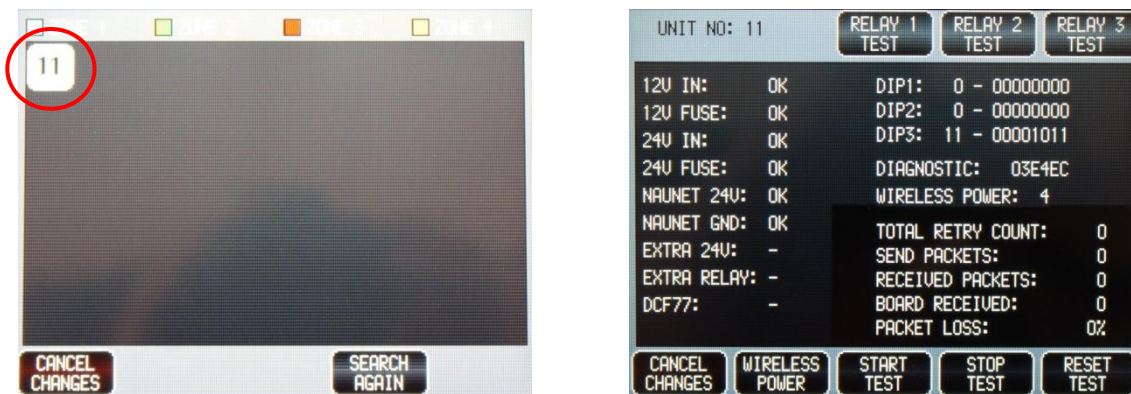 ZONE 1 ZONE 2 ZONE 3 ZONE 4
11
CANCEL CHANGES
SEARCH AGAIN
UNIT NO: 11
RELAY 1 TEST
RELAY 2 TEST
RELAY 3 TEST
12V IN: OK
12V FUSE: OK
24V IN: OK
24V FUSE: OK
NAUNET 24V: OK
NAUNET GND: OK
EXTRA 24V: -
EXTRA RELAY: -
DCF77: -
DIP1: 0 - 00000000
DIP2: 0 - 00000000
DIP3: 11 - 00001011
DIAGNOSTIC: 03E4EC
WIRELESS POWER: 4
TOTAL RETRY COUNT: 0
SEND PACKETS: 0
RECEIVED PACKETS: 0
BOARD RECEIVED: 0
PACKET LOSS: 0%
CANCEL CHANGES
WIRELESS POWER
START TEST
STOP TEST
RESET TEST